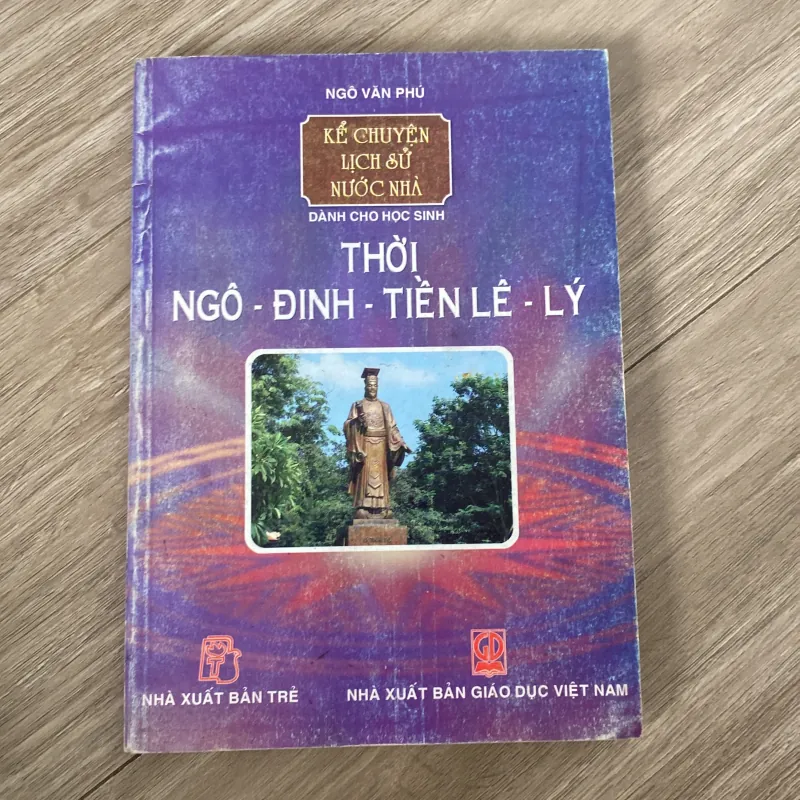 NGÔ VĂN PHÚ
KỂ CHUYỆN
LỊCH SỬ
NƯỚC NHÀ
DÀNH CHO HỌC SINH
THỜI
NGÔ - ĐINH - TIỀN LÊ - LÝ
NHÀ XUẤT BẢN TRẺ
GD
NHÀ XUẤT BẢN GIÁO DỤC VIỆT NAM